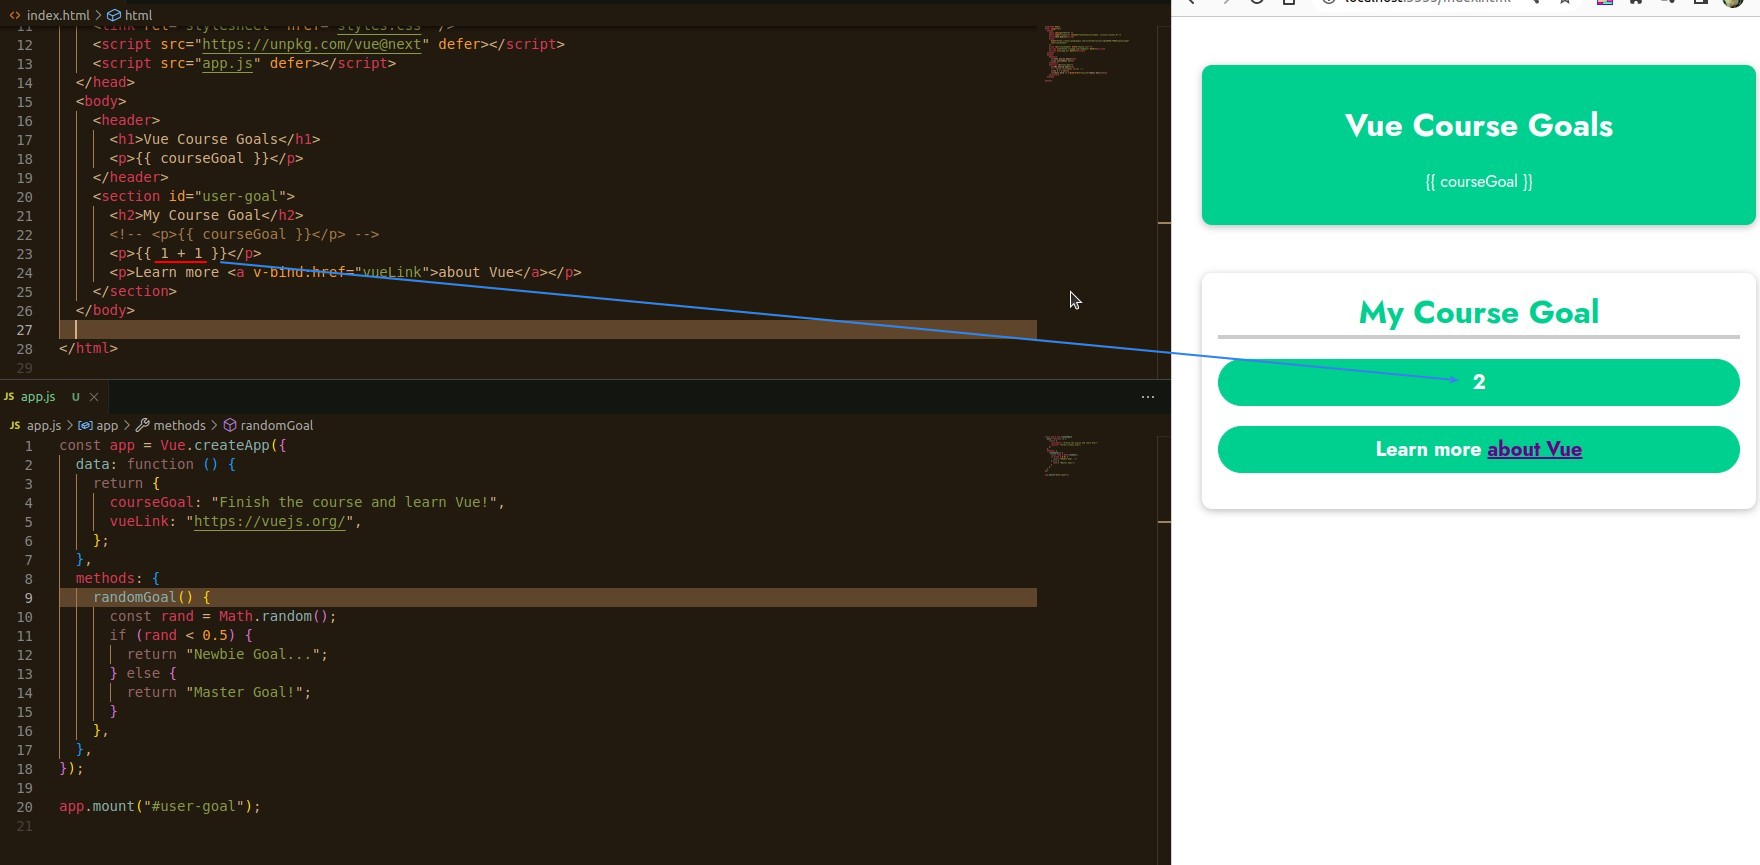 index.html > html
11 <link rel="stylesheet" href="styles.css" />
12 <script src="https://unpkg.com/vue@next" defer></script>
13 <script src="app.js" defer></script>
14 </head>
15 <body>
16 <header>
17 <h1>Vue Course Goals</h1>
18 <p>{{ courseGoal }}</p>
19 </header>
20 <section id="user-goal">
21 <h2>My Course Goal</h2>
22 <!-- <p>{{ courseGoal }}</p> -->
23 <p>{{ 1 + 1 }}</p>
24 <p>Learn more <a v-bind:href="vueLink">about Vue</a></p>
25 </section>
26 </body>
27
28 </html>
29
JS app.js U
JS app.js > app > methods > randomGoal
1 const app = Vue.createApp({
2 data: function () {
3 return {
4 courseGoal: "Finish the course and learn Vue!",
5 vueLink: "https://vuejs.org/",
6 };
7 },
8 methods: {
9 randomGoal() {
10 const rand = Math.random();
11 if (rand < 0.5) {
12 return "Newbie Goal...";
13 } else {
14 return "Master Goal!";
15 }
16 },
17 },
18 });
19
20 app.mount("#user-goal");
21
Vue Course Goals
{{ courseGoal }}
My Course Goal
2
Learn more about Vue